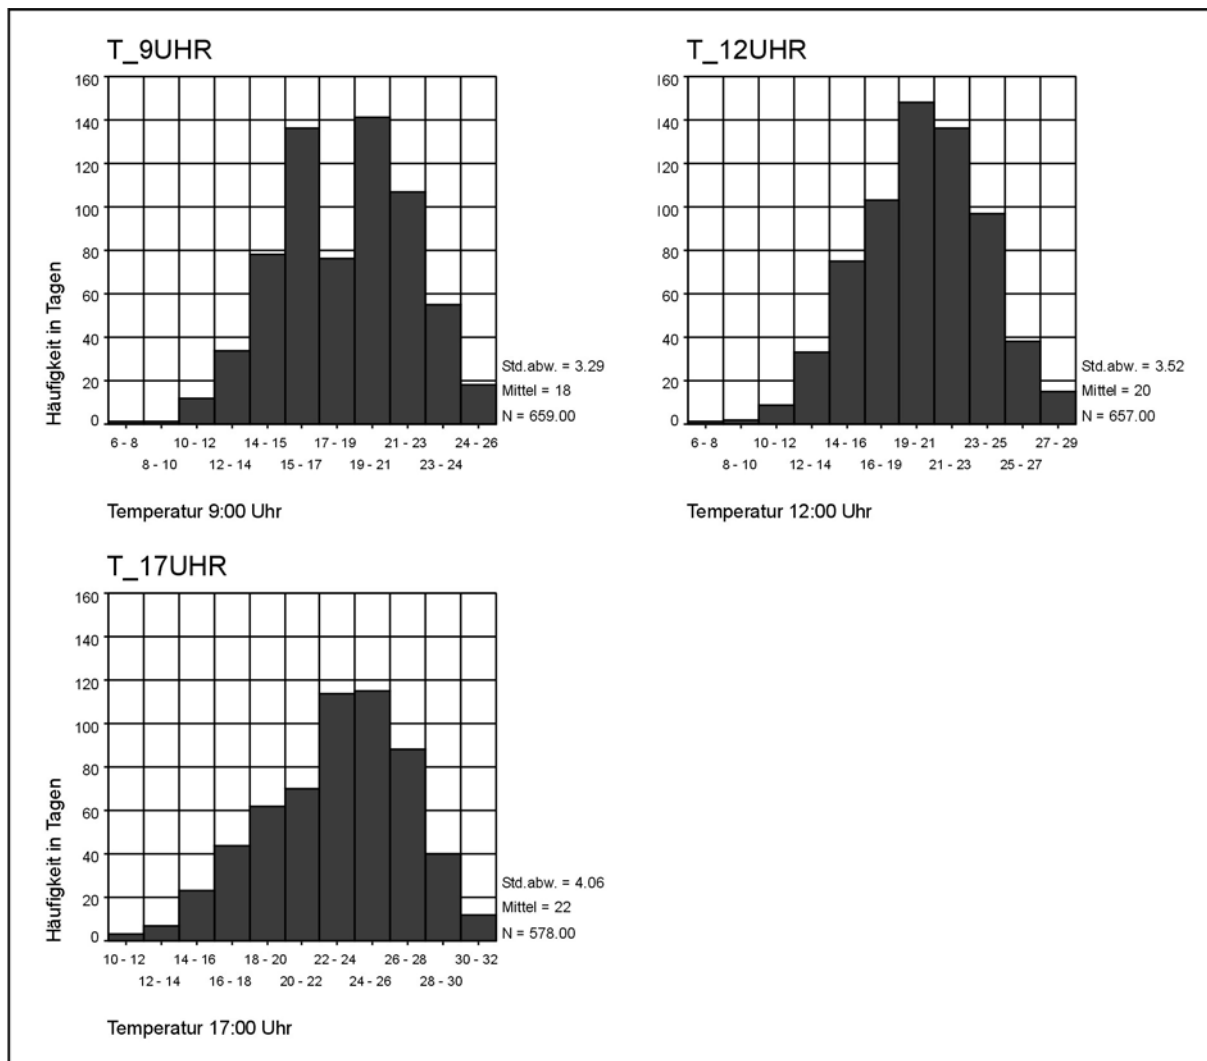 T_9UHR
Häufigkeit in Tagen
160
140
120
100
80
60
40
20
0
6 - 8 10 - 12 14 - 15 17 - 19 21 - 23 24 - 26
8 - 10 12 - 14 15 - 17 19 - 21 23 - 24
Std.abw. = 3.29
Mittel = 18
N = 659.00
Temperatur 9:00 Uhr
T_12UHR
160
140
120
100
80
60
40
20
0
6 - 8 10 - 12 14 - 16 19 - 21 23 - 25 27 - 29
8 - 10 12 - 14 16 - 19 21 - 23 25 - 27
Std.abw. = 3.52
Mittel = 20
N = 657.00
Temperatur 12:00 Uhr
T_17UHR
Häufigkeit in Tagen
160
140
120
100
80
60
40
20
0
10 - 12 14 - 16 18 - 20 22 - 24 26 - 28 30 - 32
12 - 14 16 - 18 20 - 22 24 - 26 28 - 30
Std.abw. = 4.06
Mittel = 22
N = 578.00
Temperatur 17:00 Uhr